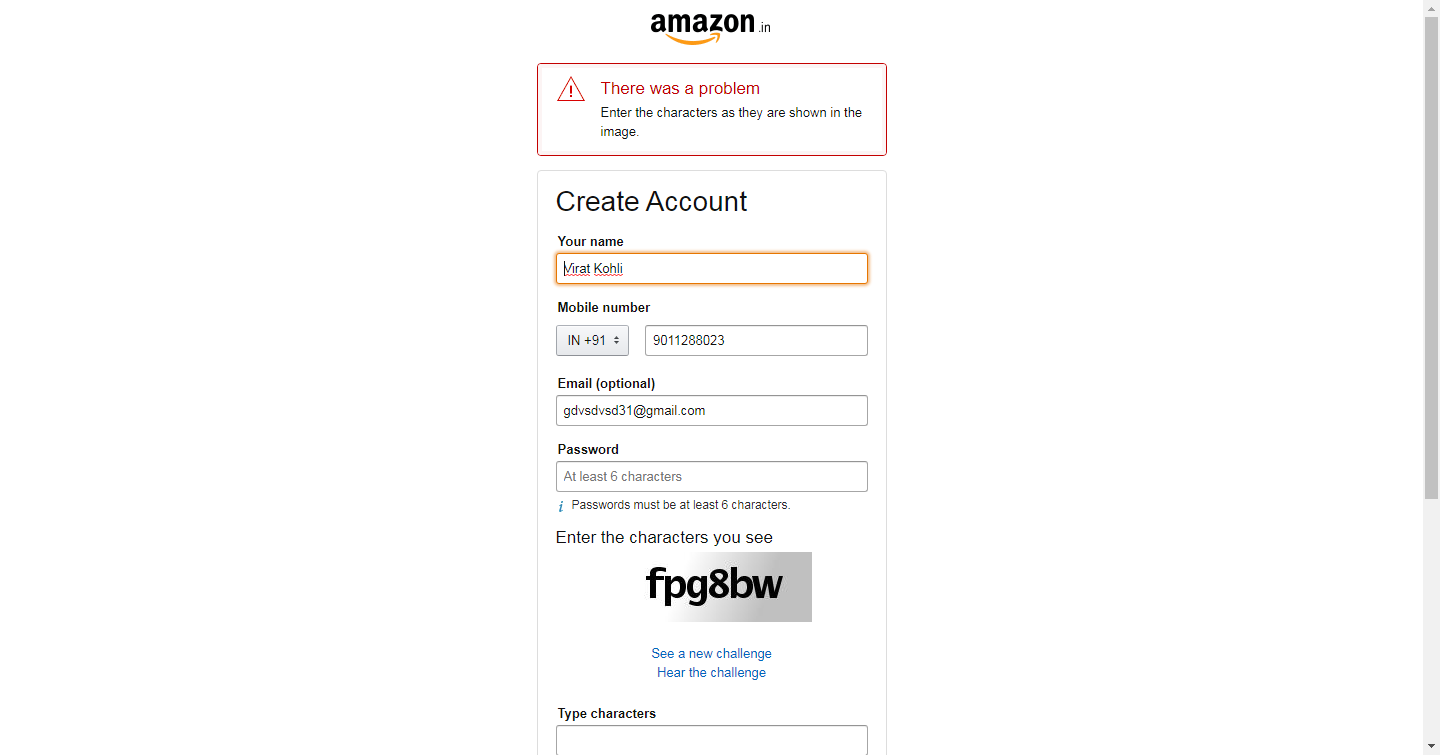 amazon.in
There was a problem
Enter the characters as they are shown in the
image.
Create Account
Your name
Virat Kohli
Mobile number
IN +91 9011288023
Email (optional)
gdvsdvsd31@gmail.com
Password
At least 6 characters
i Passwords must be at least 6 characters.
Enter the characters you see
fpg8bw
See a new challenge
Hear the challenge
Type characters